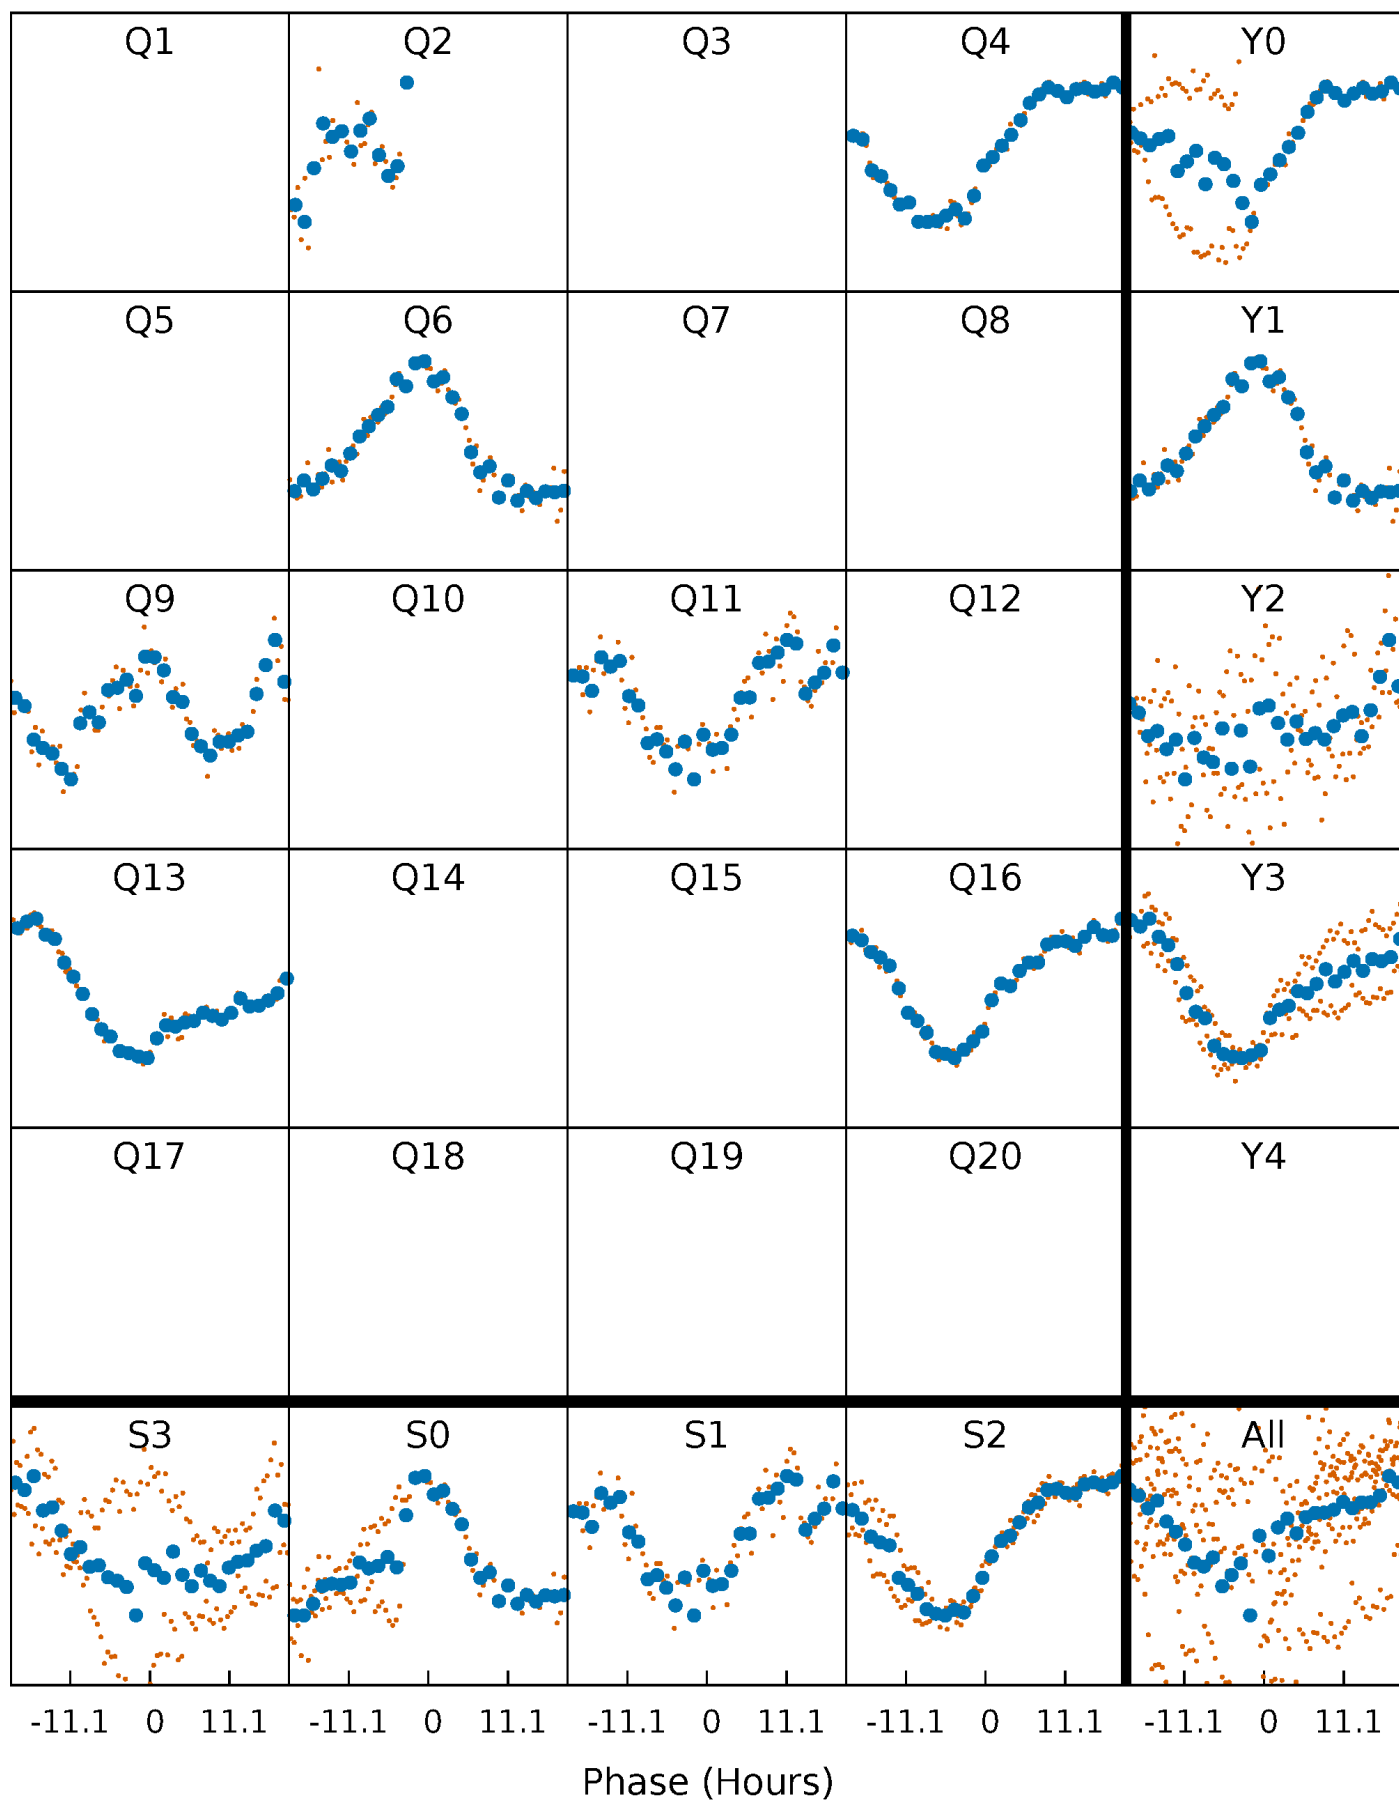 Q1 Q2 Q3 Q4 Y0
Q5 Q6 Q7 Q8 Y1
Q9 Q10 Q11 Q12 Y2
Q13 Q14 Q15 Q16 Y3
Q17 Q18 Q19 Q20 Y4
S3 S0 S1 S2 All
-11.1 0 11.1 -11.1 0 11.1 -11.1 0 11.1 -11.1 0 11.1 -11.1 0 11.1
Phase (Hours)